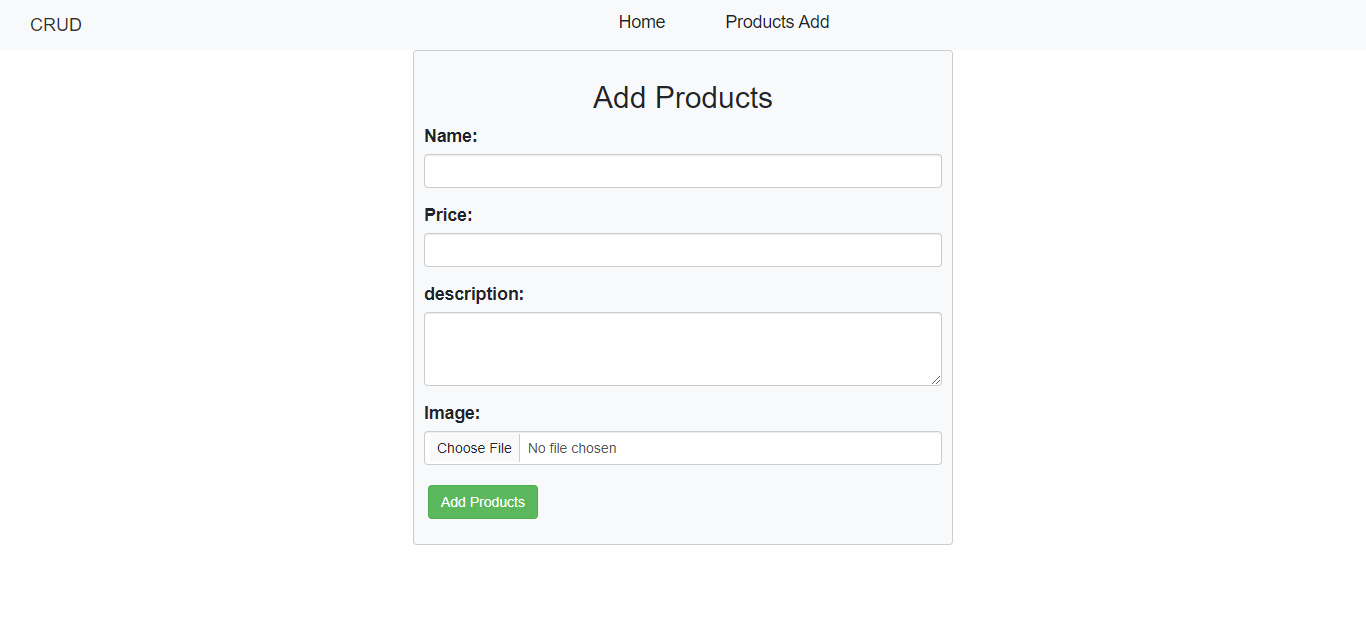 CRUD Home Products Add
Add Products
Name:
Price:
description:
Image:
Choose File No file chosen
Add Products